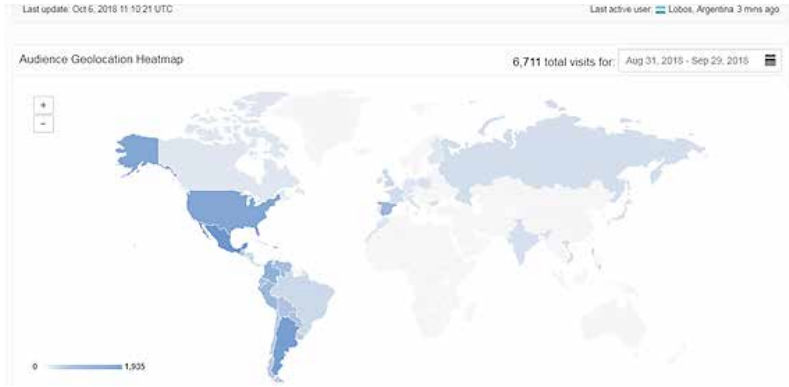 Last update: Oct 6, 2018 11:10:21 UTC
Last active user: Lobos, Argentina 3 mins ago
Audience Geolocation Heatmap
6,711 total visits for: Aug 31, 2018 - Sep 29, 2018
+
-
0 1,935